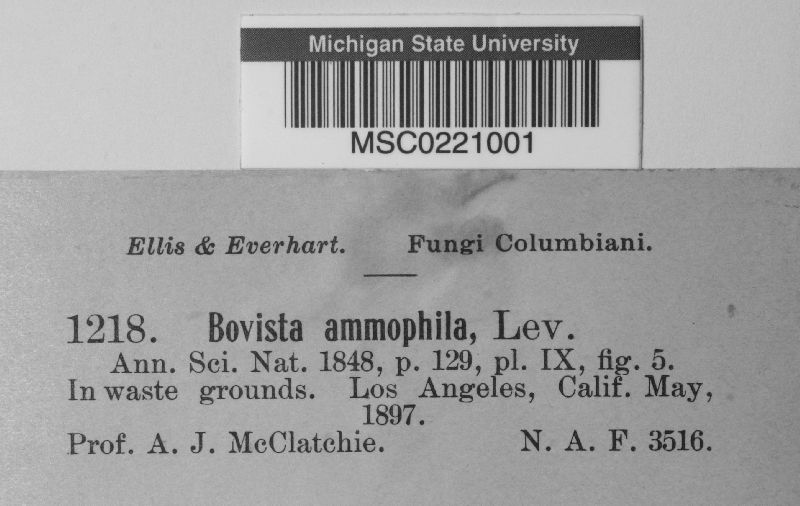 Michigan State University
MSC0221001
Ellis & Everhart. Fungi Columbiani.
1218. Bovista ammophila, Lev.
Ann. Sci. Nat. 1848, p. 129, pl. IX, fig. 5.
In waste grounds. Los Angeles, Calif. May,
1897.
Prof. A. J. McClatchie. N. A. F. 3516.